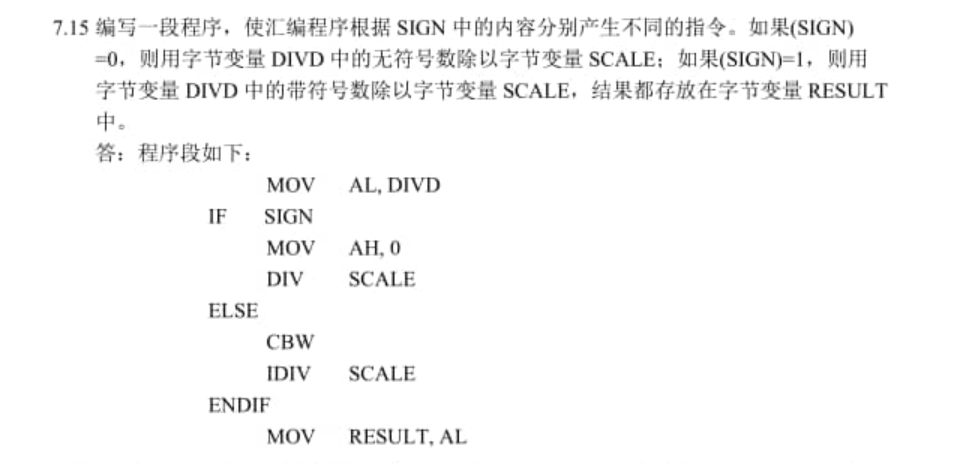 7.15 编写一段程序，使汇编程序根据 SIGN 中的内容分别产生不同的指令。如果(SIGN)
=0，则用字节变量 DIVD 中的无符号数除以字节变量 SCALE；如果(SIGN)=1，则用
字节变量 DIVD 中的带符号数除以字节变量 SCALE，结果都存放在字节变量 RESULT
中。
答：程序段如下：
MOV AL, DIVD
IF SIGN
MOV AH, 0
DIV SCALE
ELSE
CBW
IDIV SCALE
ENDIF
MOV RESULT, AL